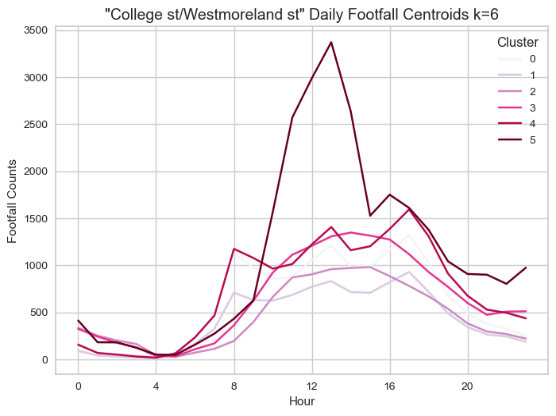 "College st/Westmoreland st" Daily Footfall Centroids k=6
3500
3000
2500
2000
1500
1000
500
0
Footfall Counts
Cluster
0
1
2
3
4
5
0 4 8 12 16 20
Hour